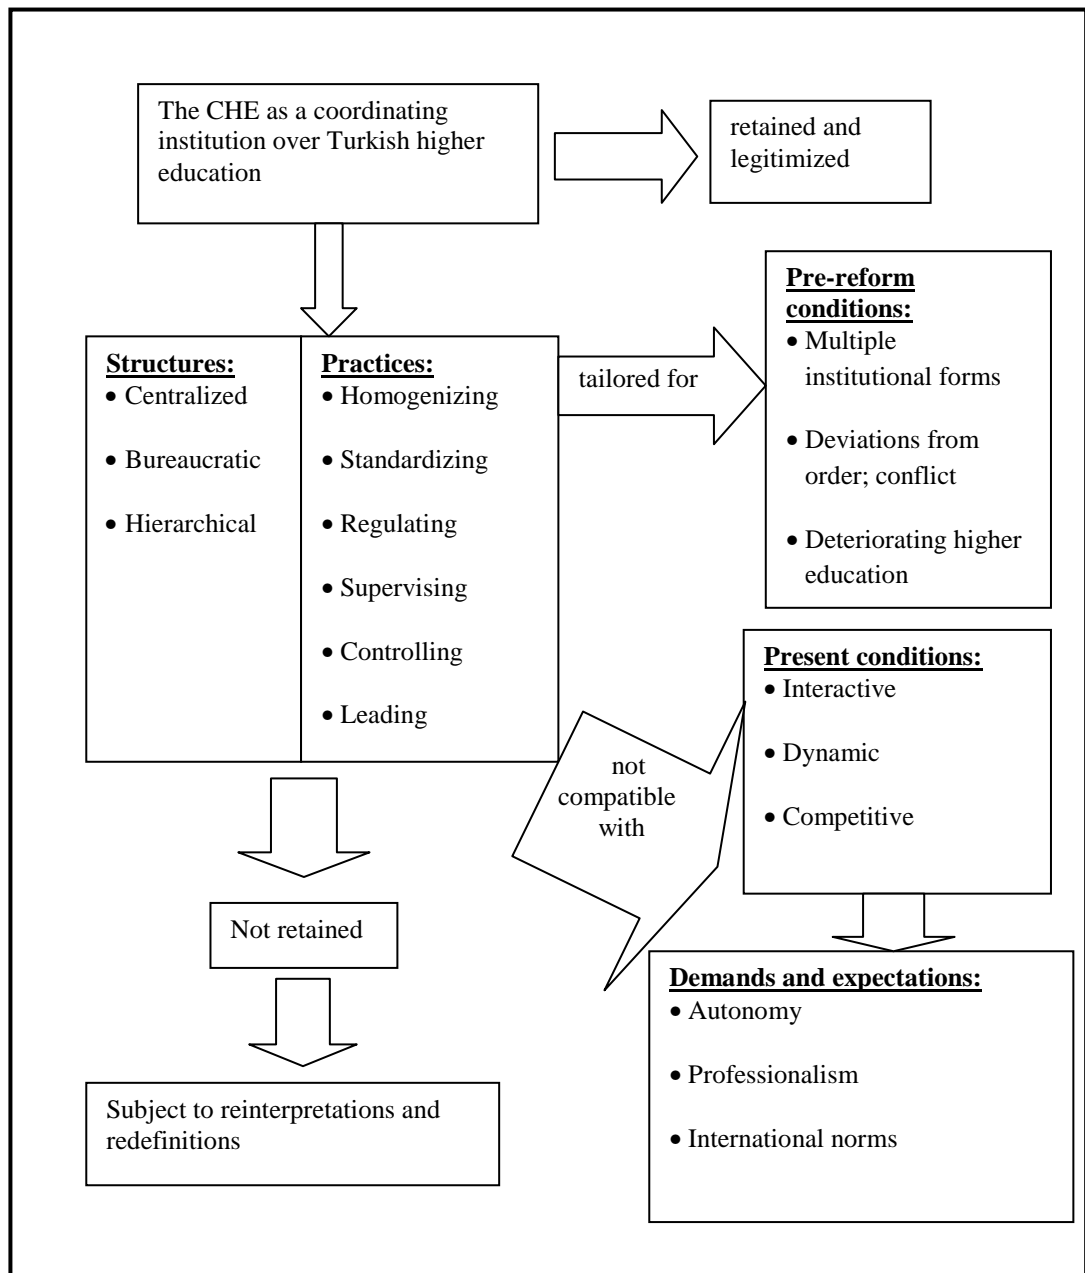 The CHE as a coordinating
institution over Turkish higher
education
retained and
legitimized
Structures:
• Centralized
• Bureaucratic
• Hierarchical
Practices:
• Homogenizing
• Standardizing
• Regulating
• Supervising
• Controlling
• Leading
tailored for
Pre-reform
conditions:
• Multiple
institutional forms
• Deviations from
order; conflict
• Deteriorating higher
education
not
compatible
with
Present conditions:
• Interactive
• Dynamic
• Competitive
Not retained
Subject to reinterpretations and
redefinitions
Demands and expectations:
• Autonomy
• Professionalism
• International norms